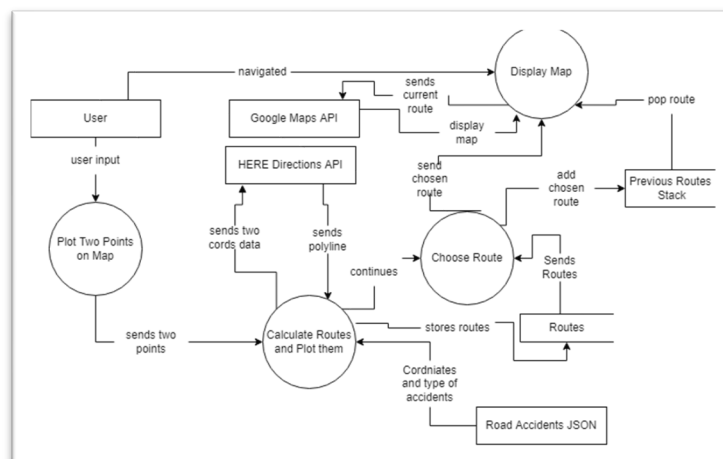 navigated
Display Map
sends
current
route
User
Google Maps API
display
map
pop route
user input
HERE Directions API
send
chosen
route
add
chosen
route
Previous Routes
Stack
Plot Two Points
on Map
sends two
cords data
sends
polyline
continues
Choose Route
Sends
Routes
sends two
points
Calculate Routes
and Plot them
stores routes
Routes
Cordniates
and type of
accidents
Road Accidents JSON